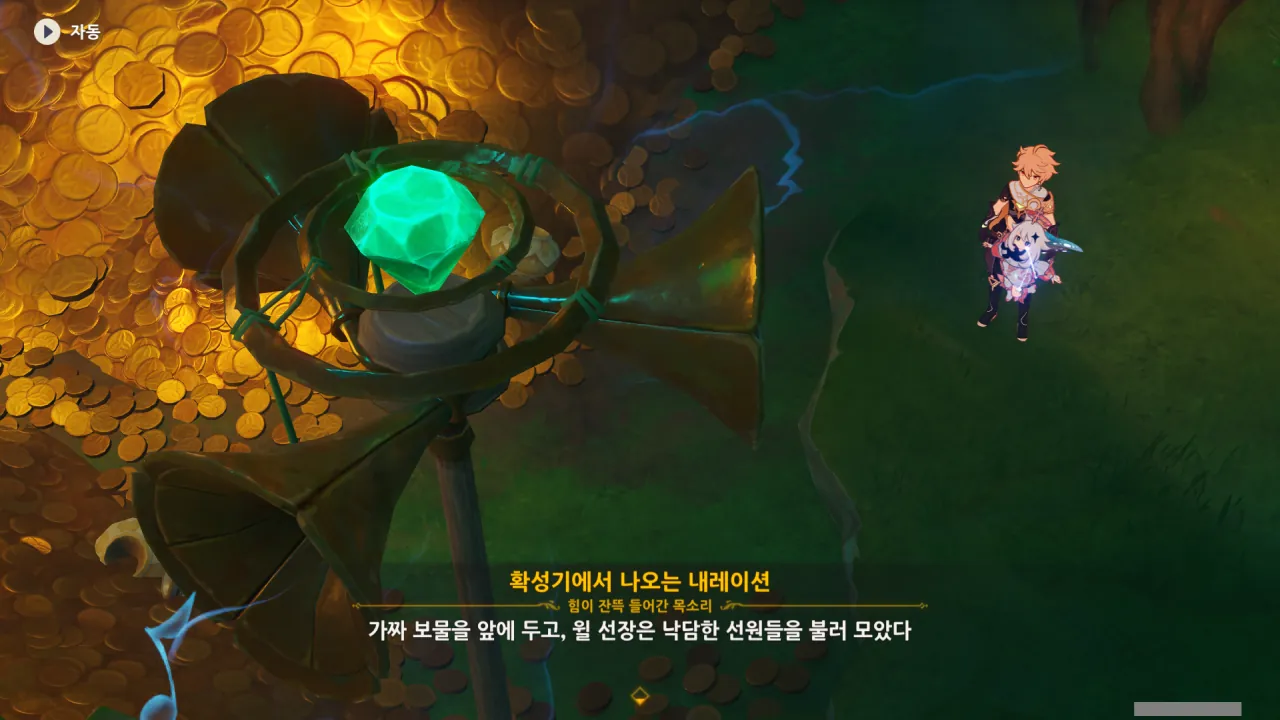 자동
확성기에서 나오는 내레이션
힘이 잔뜩 들어간 목소리
가짜 보물을 앞에 두고, 윌 선장은 낙담한 선원들을 불러 모았다